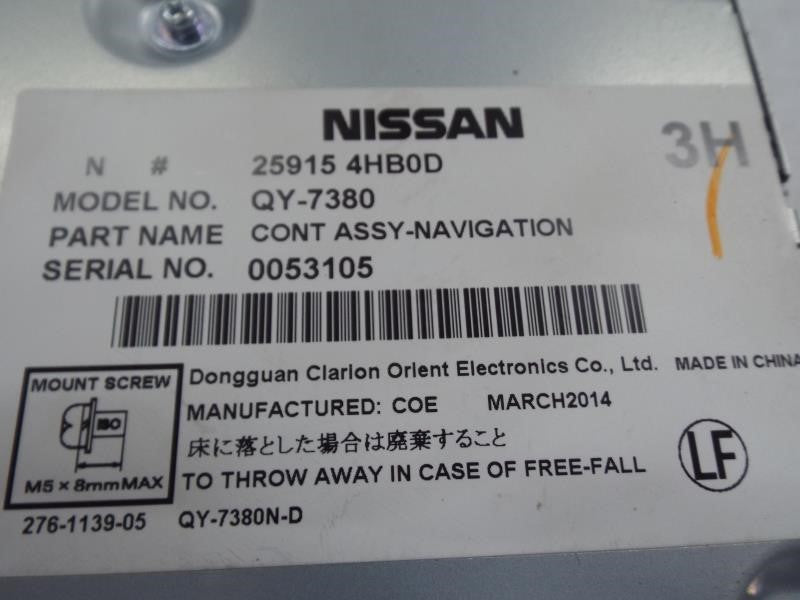 NISSAN
3H
N # 25915 4HB0D
MODEL NO. QY-7380
PART NAME CONT ASSY-NAVIGATION
SERIAL NO. 0053105
MOUNT SCREW
ISO
M5 × 8mmMAX
Dongguan Clarion Orient Electronics Co., Ltd. MADE IN CHINA
MANUFACTURED: COE MARCH2014
床に落とした場合は廃棄すること
TO THROW AWAY IN CASE OF FREE-FALL
LF
276-1139-05 QY-7380N-D